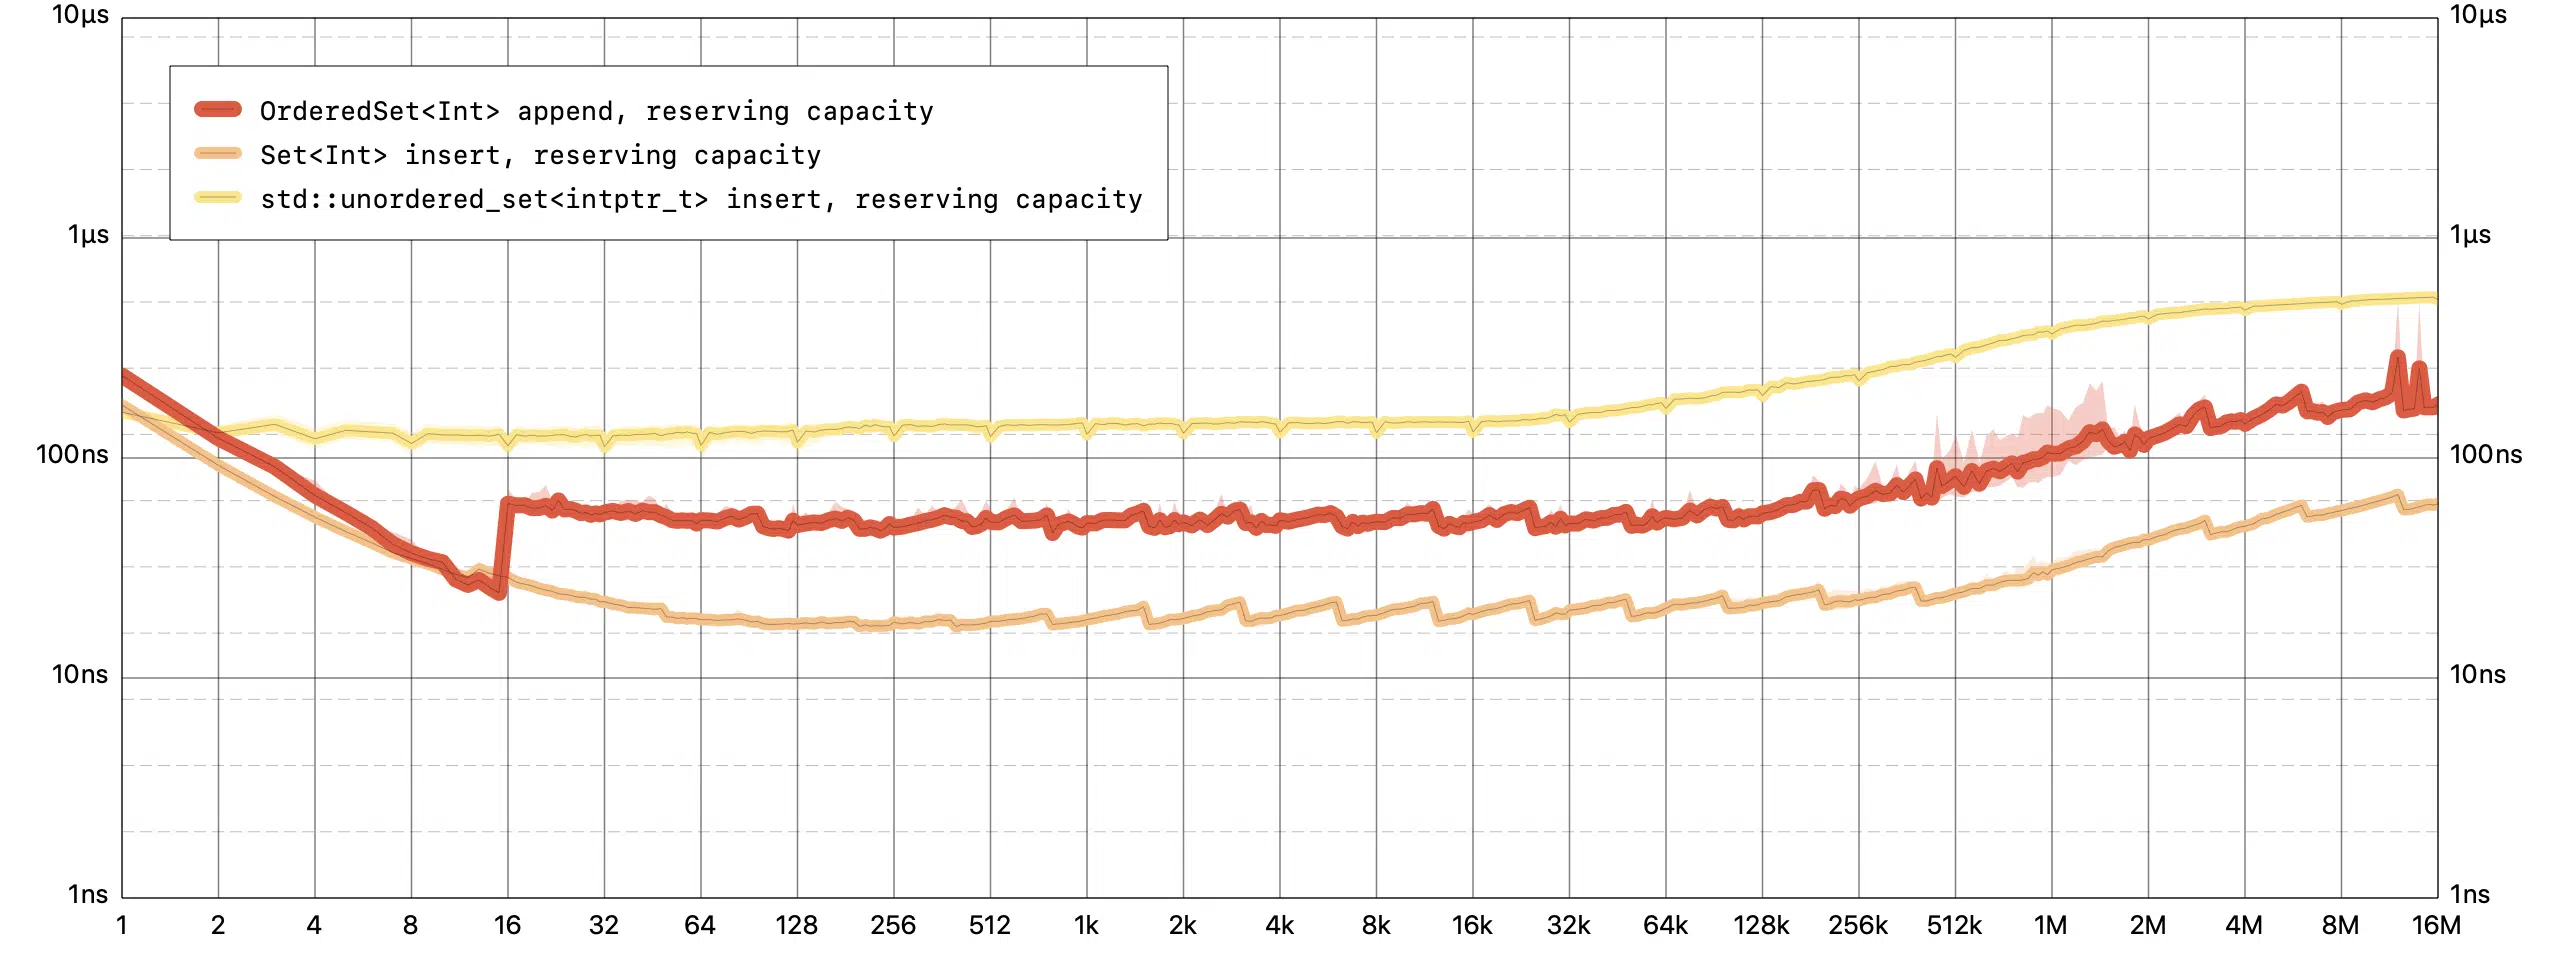 10µs 10µs
OrderedSet<Int> append, reserving capacity
Set<Int> insert, reserving capacity
std::unordered_set<intptr_t> insert, reserving capacity
1µs 1µs
100ns 100ns
10ns 10ns
1ns 1ns
1 2 4 8 16 32 64 128 256 512 1k 2k 4k 8k 16k 32k 64k 128k 256k 512k 1M 2M 4M 8M 16M